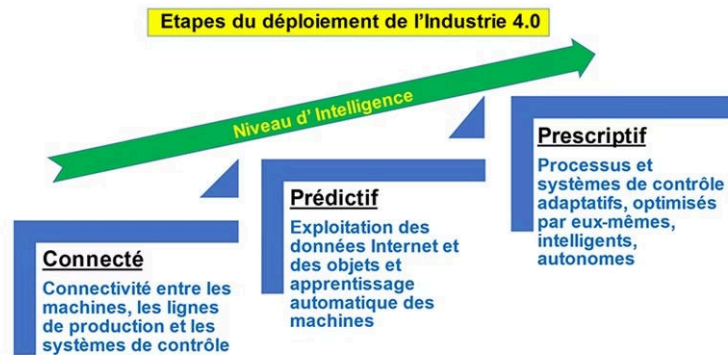 Etapes du déploiement de l'Industrie 4.0
Niveau d' Intelligence
Connecté
Connectivité entre les
machines, les lignes
de production et les
systèmes de contrôle
Prédictif
Exploitation des
données Internet et
des objets et
apprentissage
automatique des
machines
Prescriptif
Processus et
systèmes de contrôle
adaptatifs, optimisés
par eux-mêmes,
intelligents,
autonomes